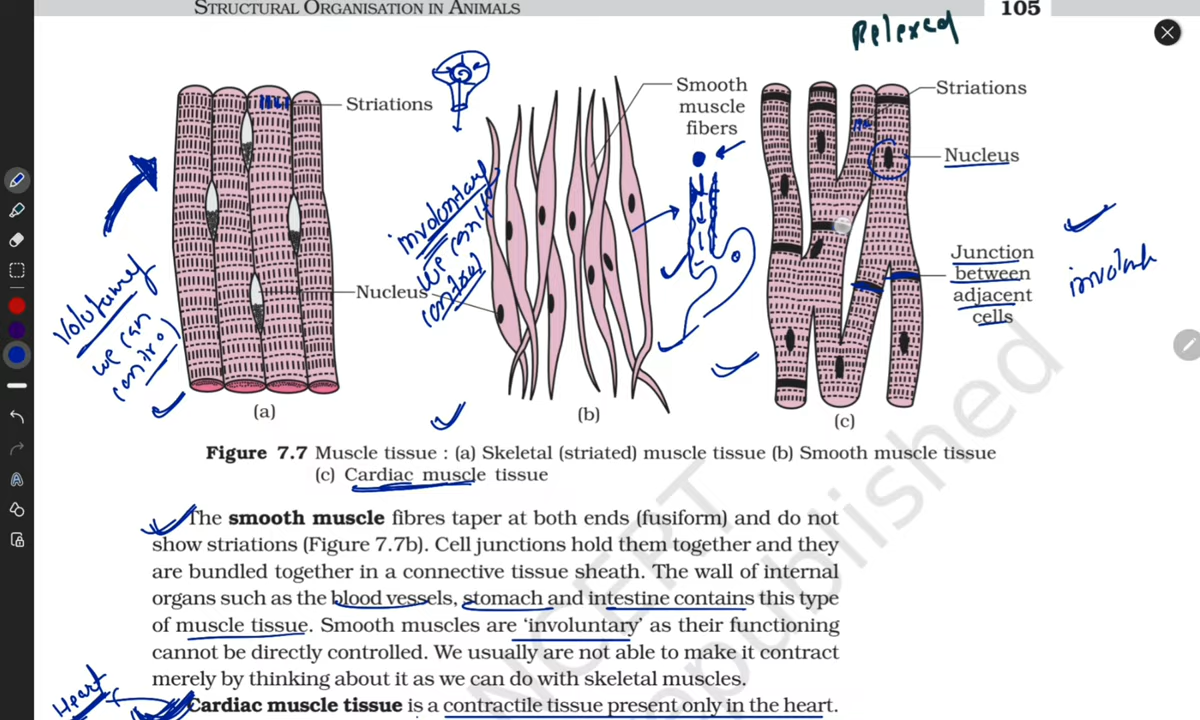 STRUCTURAL ORGANISATION IN ANIMALS
105
Relexed
Striations
Nucleus
voluntarey
we can
control
(a)
Smooth
muscle
fibers
involuntary
we can't
control
(b)
Striations
Nucleus
Junction
between
adjacent
cells
(c)
Figure 7.7 Muscle tissue : (a) Skeletal (striated) muscle tissue (b) Smooth muscle tissue
(c) Cardiac muscle tissue
The smooth muscle fibres taper at both ends (fusiform) and do not
show striations (Figure 7.7b). Cell junctions hold them together and they
are bundled together in a connective tissue sheath. The wall of internal
organs such as the blood vessels, stomach and intestine contains this type
of muscle tissue. Smooth muscles are ‘involuntary’ as their functioning
cannot be directly controlled. We usually are not able to make it contract
merely by thinking about it as we can do with skeletal muscles.
Heart
Cardiac muscle tissue is a contractile tissue present only in the heart.
NCERT
republished